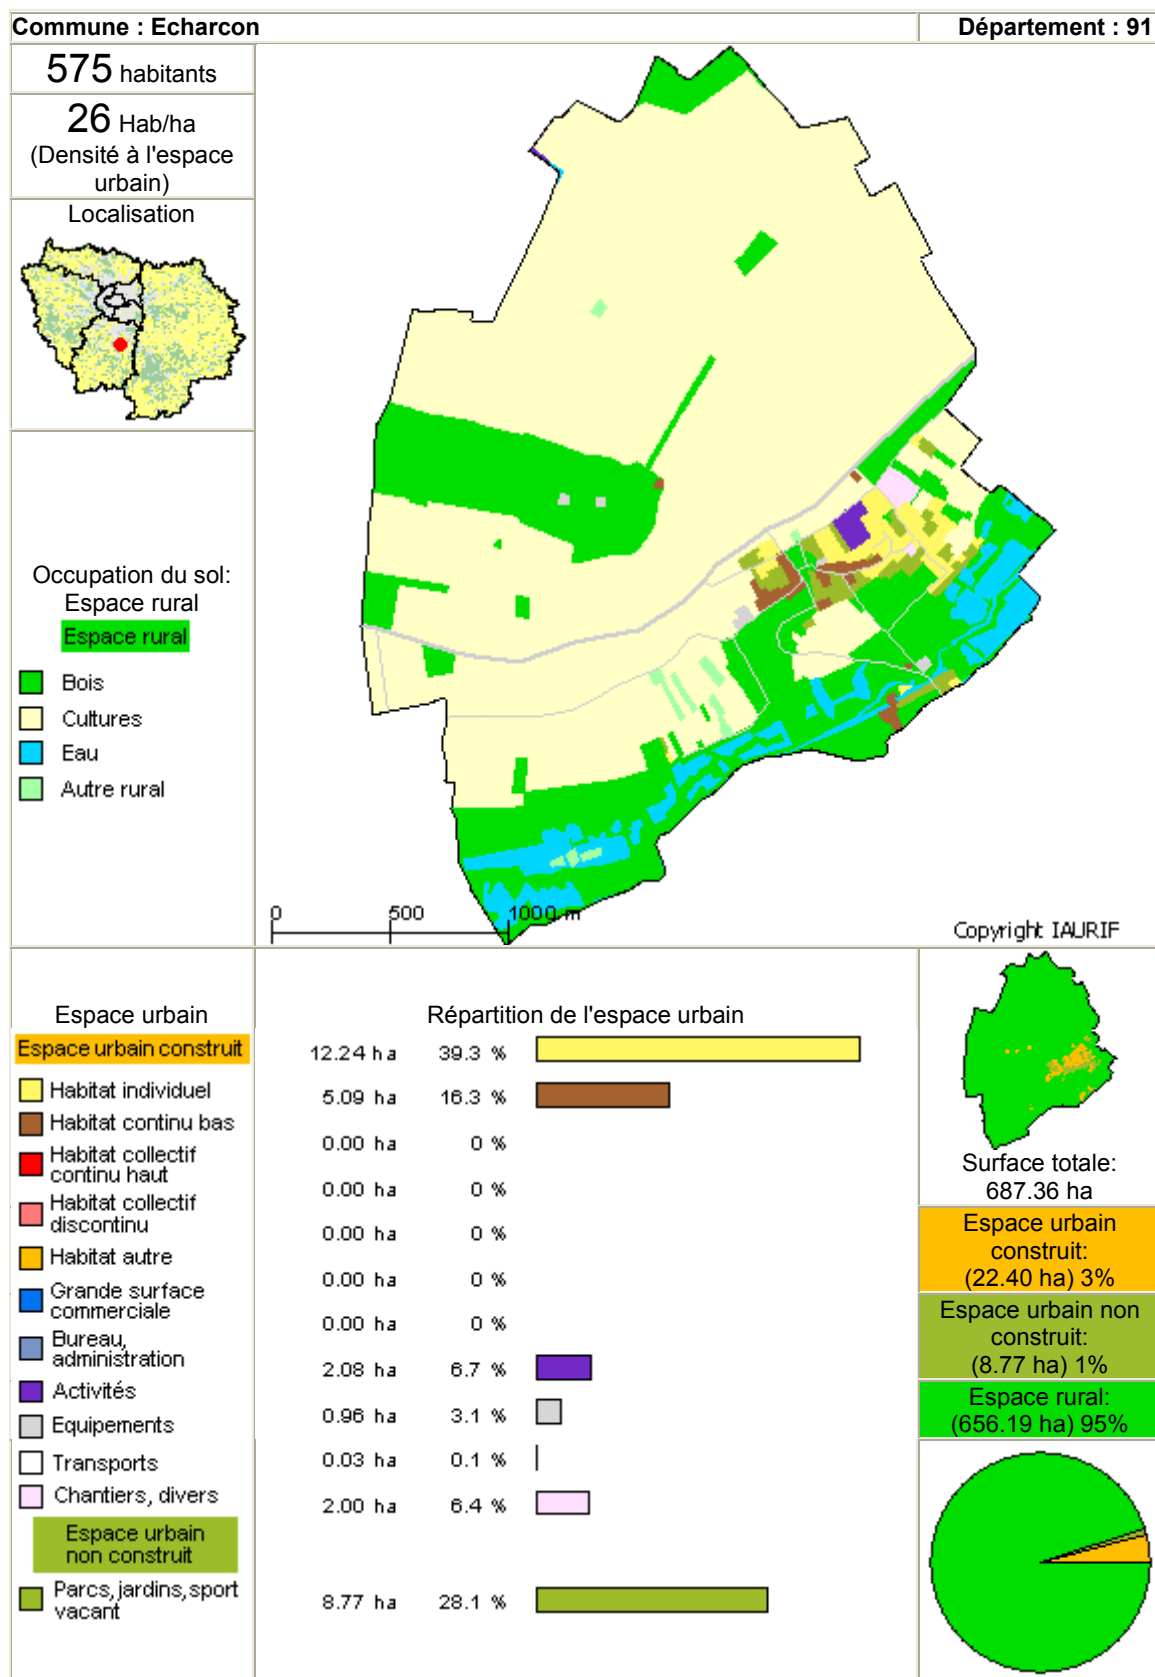 Commune : Echarcon
Département : 91
575 habitants
26 Hab/ha
(Densité à l'espace
urbain)
Localisation
Occupation du sol:
Espace rural
Espace rural
Bois
Cultures
Eau
Autre rural
0 500 1000 m
Copyright IAURIF
Espace urbain
Espace urbain construit
Habitat individuel
Habitat continu bas
Habitat collectif
continu haut
Habitat collectif
discontinu
Habitat autre
Grande surface
commerciale
Bureau,
administration
Activités
Equipements
Transports
Chantiers, divers
Espace urbain
non construit
Parcs, jardins, sport
vacant
Répartition de l'espace urbain
12.24 ha 39.3 %
5.09 ha 16.3 %
0.00 ha 0 %
0.00 ha 0 %
0.00 ha 0 %
0.00 ha 0 %
0.00 ha 0 %
2.08 ha 6.7 %
0.96 ha 3.1 %
0.03 ha 0.1 %
2.00 ha 6.4 %
8.77 ha 28.1 %
Surface totale:
687.36 ha
Espace urbain
construit:
(22.40 ha) 3%
Espace urbain non
construit:
(8.77 ha) 1%
Espace rural:
(656.19 ha) 95%